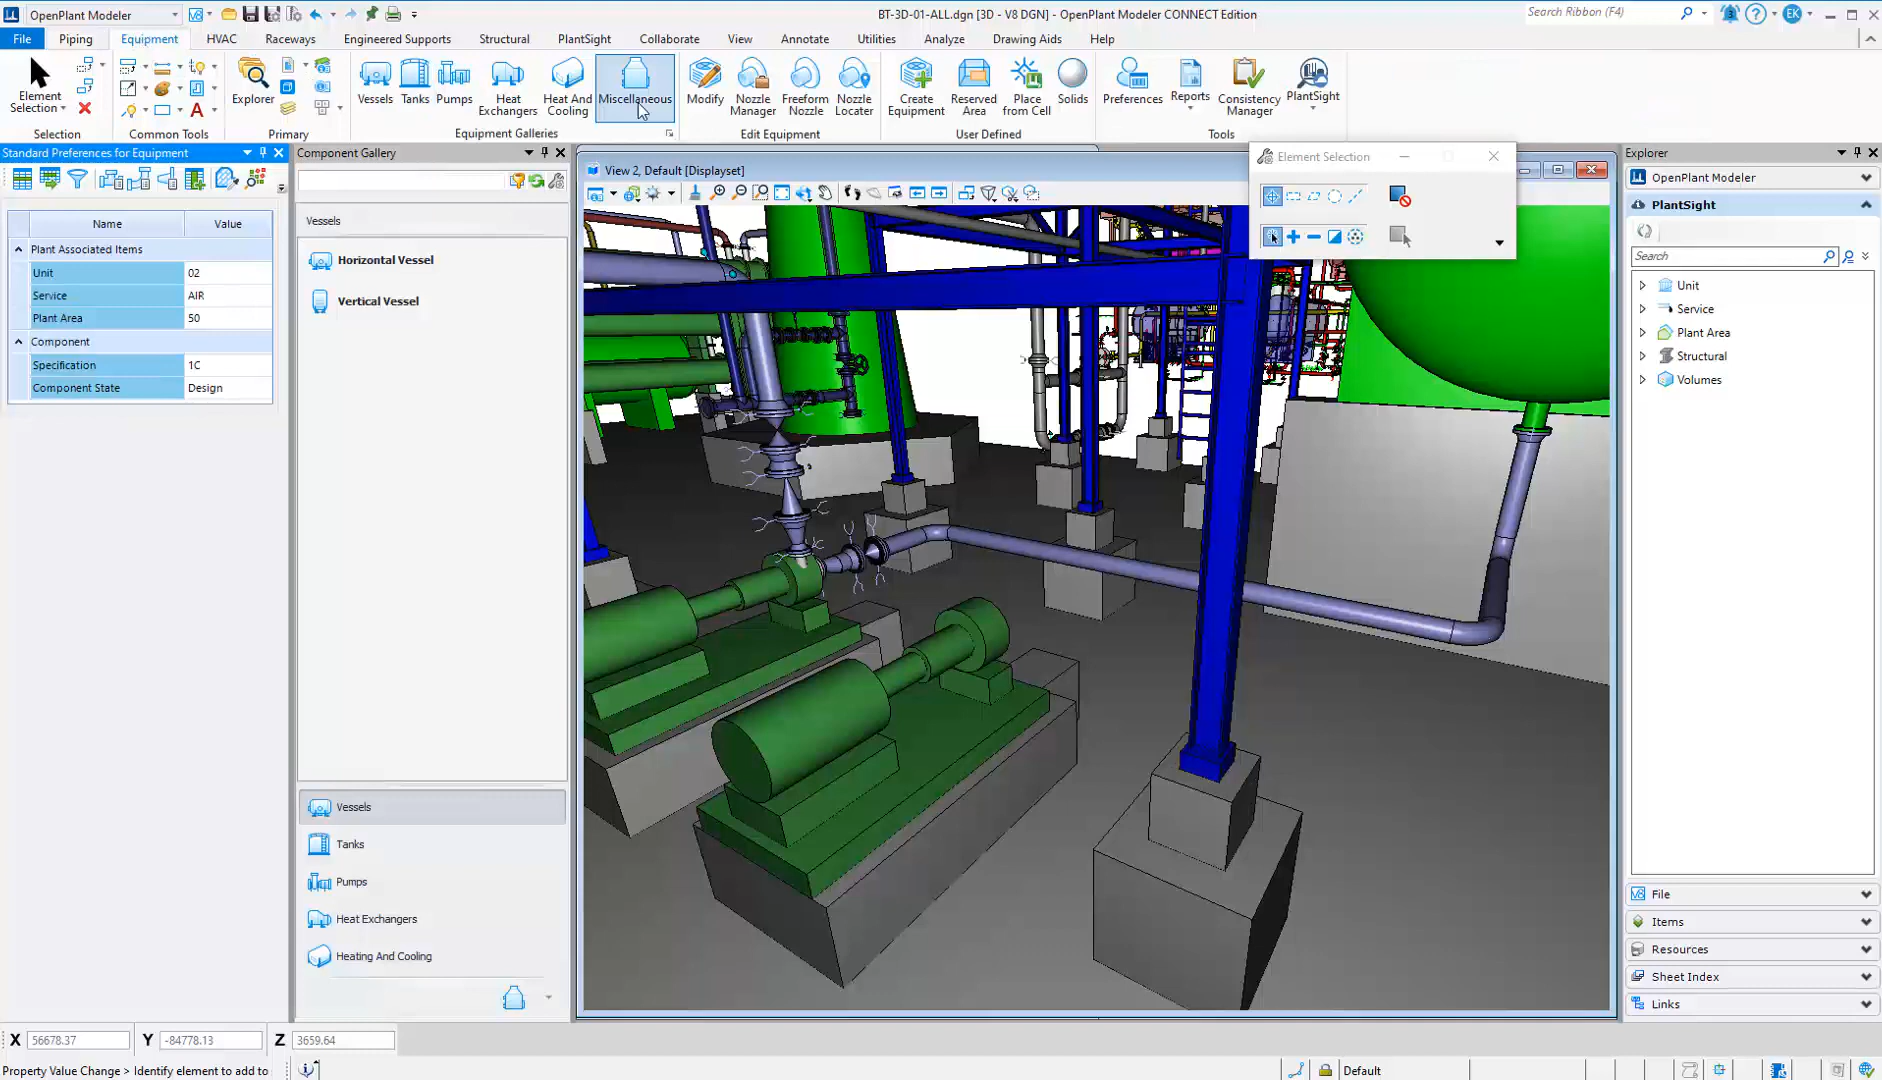 OpenPlant Modeler
BT-3D-01-ALL.dgn [3D - V8 DGN] - OpenPlant Modeler CONNECT Edition
Search Ribbon (F4)
3
EK
File
Piping
Equipment
HVAC
Raceways
Engineered Supports
Structural
PlantSight
Collaborate
View
Annotate
Utilities
Analyze
Drawing Aids
Help
Element
Selection
Explorer
Vessels
Tanks
Pumps
Heat
Exchangers
Heat And
Cooling
Miscellaneous
Modify
Nozzle
Manager
Freeform
Nozzle
Nozzle
Locater
Create
Equipment
Reserved
Area
Place
from Cell
Solids
Preferences
Reports
Consistency
Manager
PlantSight
Selection
Common Tools
Primary
Equipment Galleries
Edit Equipment
User Defined
Tools
Standard Preferences for Equipment
Name
Value
Plant Associated Items
Unit
02
Service
AIR
Plant Area
50
Component
Specification
1C
Component State
Design
Component Gallery
Vessels
Horizontal Vessel
Vertical Vessel
Vessels
Tanks
Pumps
Heat Exchangers
Heating And Cooling
View 2, Default [Displayset]
Element Selection
Explorer
OpenPlant Modeler
PlantSight
Search
Unit
Service
Plant Area
Structural
Volumes
File
Items
Resources
Sheet Index
Links
X
56678.37
Y
-84778.13
Z
3659.64
Property Value Change > Identify element to add to
Default